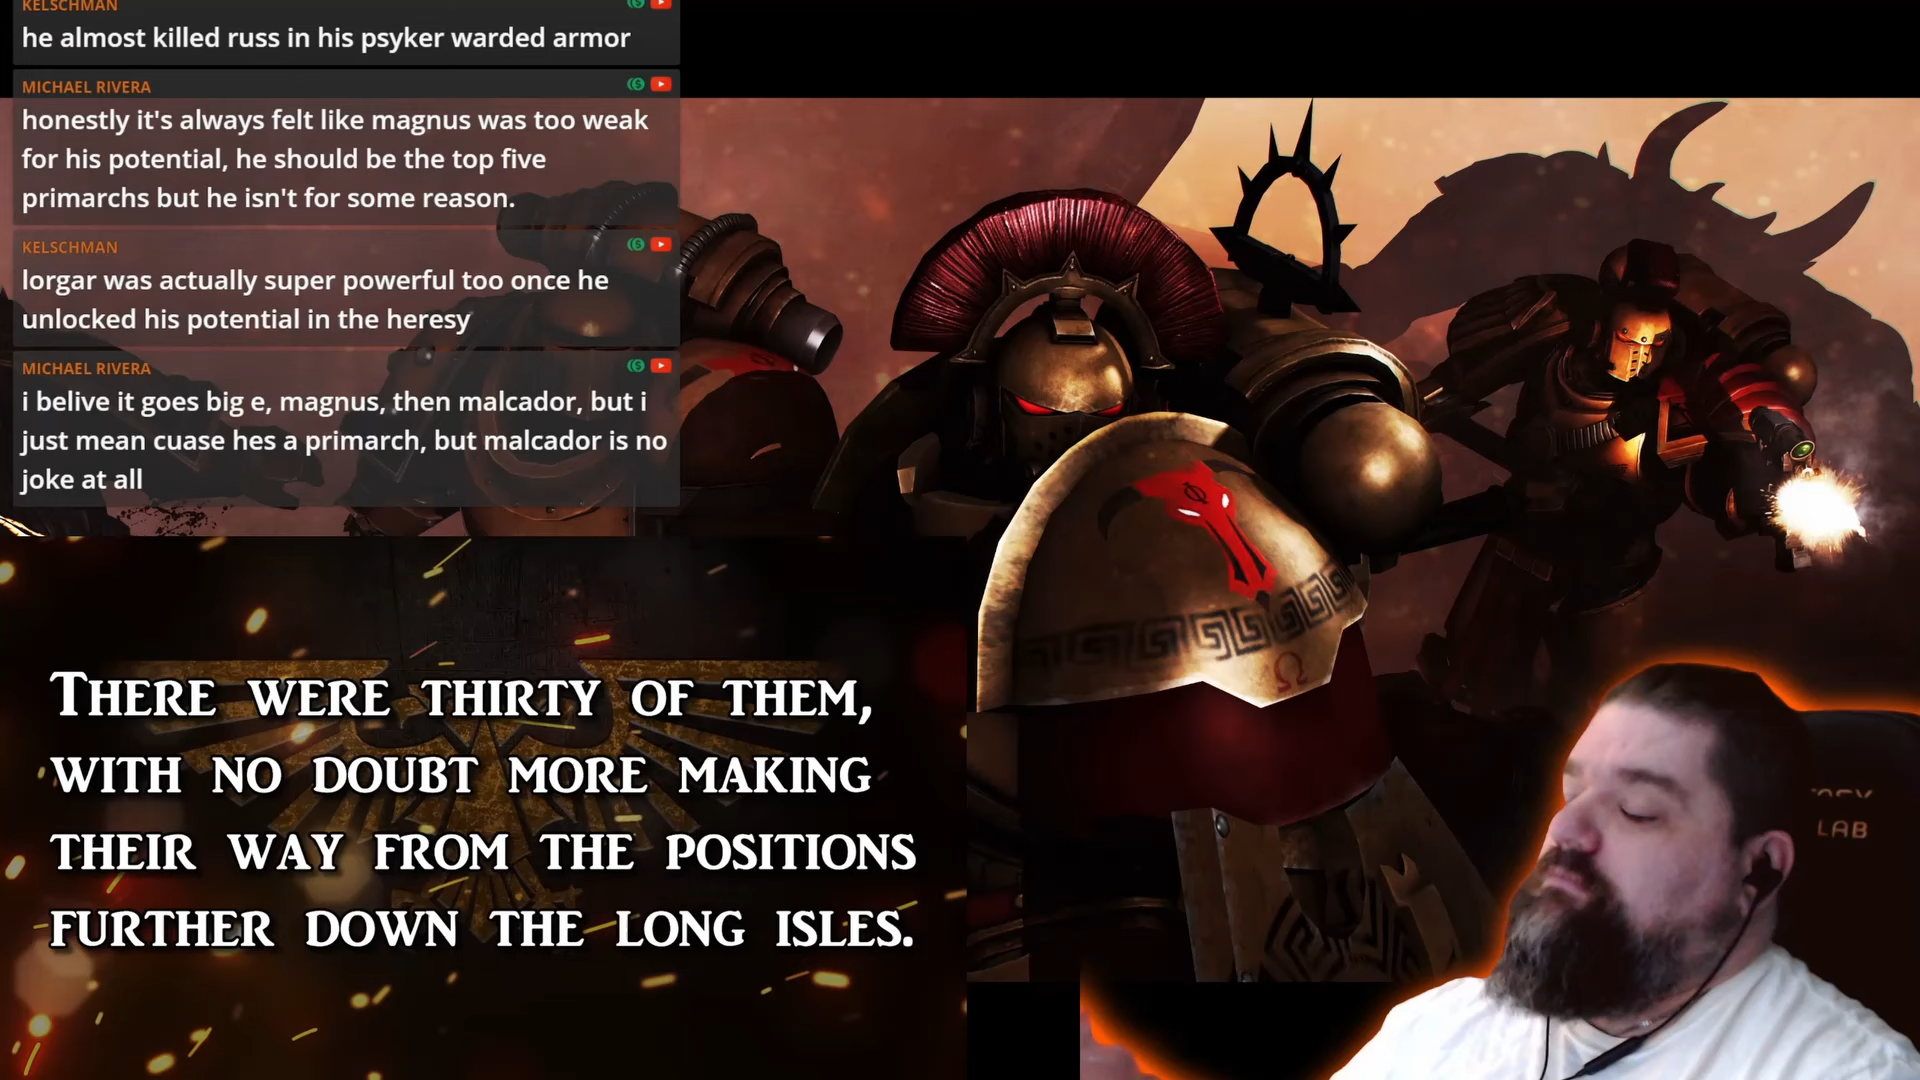 KELSCHMAN
he almost killed russ in his psyker warded armor
MICHAEL RIVERA
honestly it's always felt like magnus was too weak
for his potential, he should be the top five
primarchs but he isn't for some reason.
KELSCHMAN
lorgar was actually super powerful too once he
unlocked his potential in the heresy
MICHAEL RIVERA
i belive it goes big e, magnus, then malcador, but i
just mean cuase hes a primarch, but malcador is no
joke at all
THERE WERE THIRTY OF THEM,
WITH NO DOUBT MORE MAKING
THEIR WAY FROM THE POSITIONS
FURTHER DOWN THE LONG ISLES.
Ω
LAB